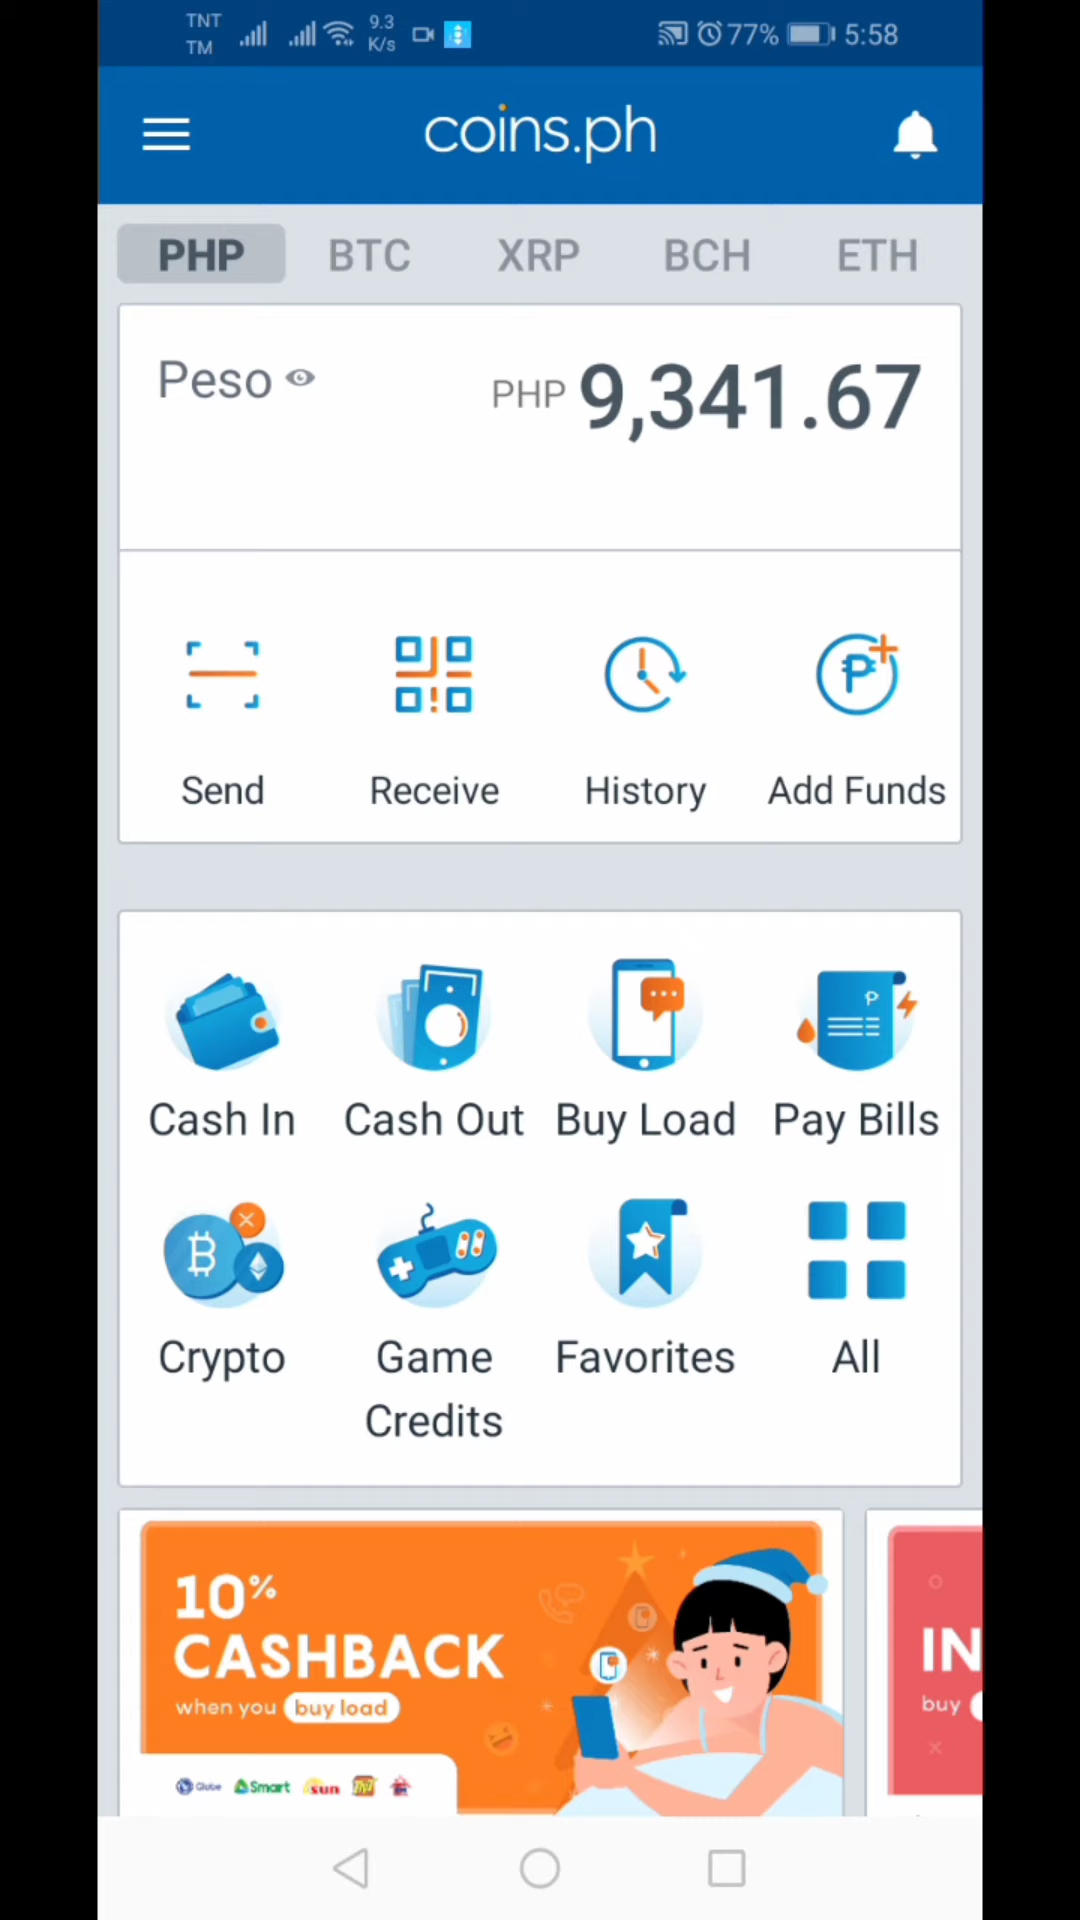 TNT
TM
9.3
K/s
77%
5:58
coins.ph
PHP BTC XRP BCH ETH
Peso PHP 9,341.67
Send Receive History Add Funds
Cash In Cash Out Buy Load Pay Bills
Crypto Game Credits Favorites All
10%
CASHBACK
when you buy load
Globe Smart Sun TNT
IN
buy